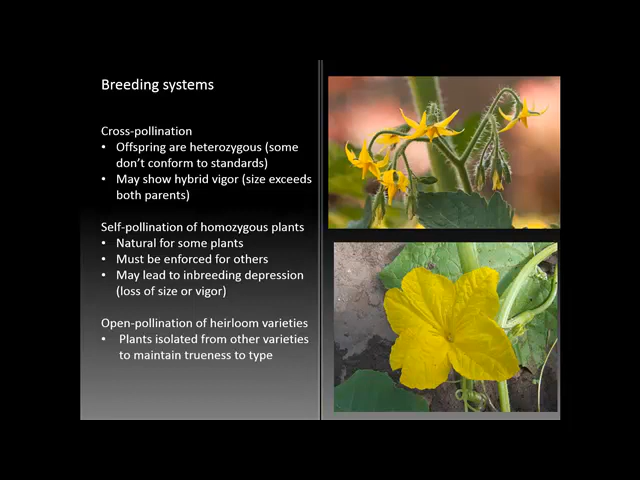 Breeding systems
Cross-pollination
• Offspring are heterozygous (some
don't conform to standards)
• May show hybrid vigor (size exceeds
both parents)
Self-pollination of homozygous plants
• Natural for some plants
• Must be enforced for others
• May lead to inbreeding depression
(loss of size or vigor)
Open-pollination of heirloom varieties
• Plants isolated from other varieties
to maintain trueness to type